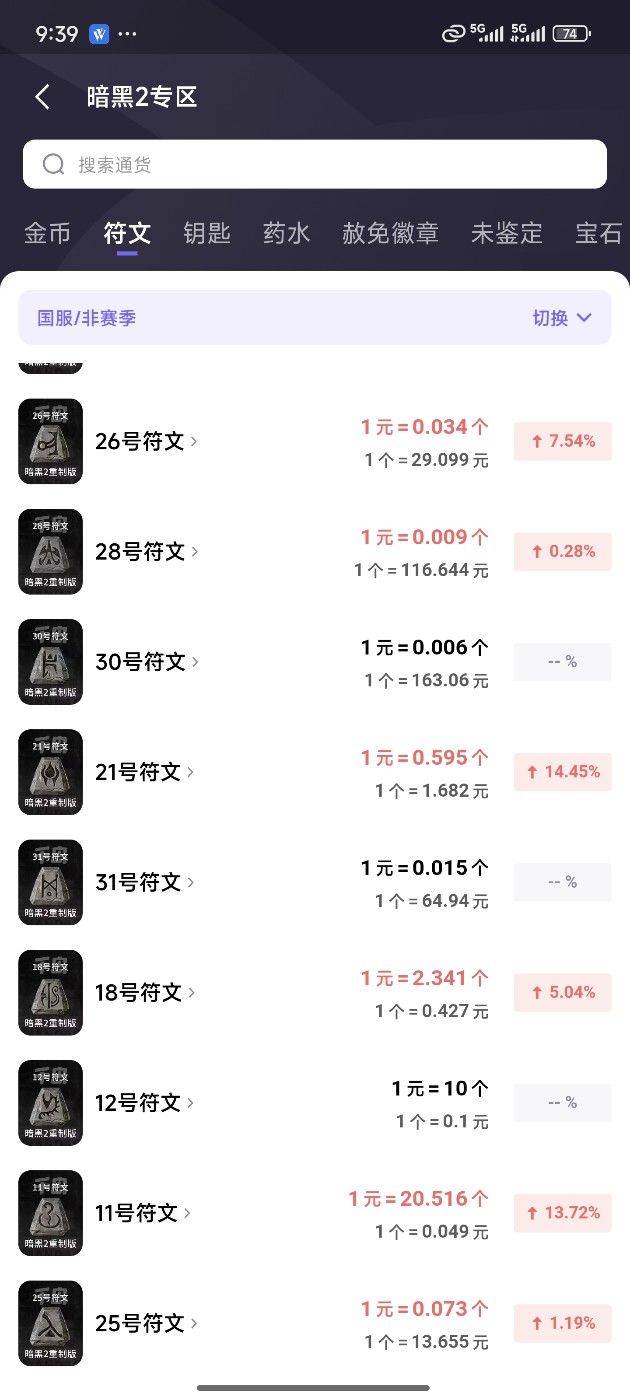 9:39 W ··· 5G 5G 74
暗黑2专区
搜索通货
金币 符文 钥匙 药水 赦免徽章 未鉴定 宝石
国服/非赛季 切换
暗黑2重制版
26号符文
暗黑2重制版
26号符文
1元=0.034个
1个=29.099元
↑ 7.54%
28号符文
暗黑2重制版
28号符文
1元=0.009个
1个=116.644元
↑ 0.28%
30号符文
暗黑2重制版
30号符文
1元=0.006个
1个=163.06元
-- %
21号符文
暗黑2重制版
21号符文
1元=0.595个
1个=1.682元
↑ 14.45%
31号符文
暗黑2重制版
31号符文
1元=0.015个
1个=64.94元
-- %
18号符文
暗黑2重制版
18号符文
1元=2.341个
1个=0.427元
↑ 5.04%
12号符文
暗黑2重制版
12号符文
1元=10个
1个=0.1元
-- %
11号符文
暗黑2重制版
11号符文
1元=20.516个
1个=0.049元
↑ 13.72%
25号符文
暗黑2重制版
25号符文
1元=0.073个
1个=13.655元
↑ 1.19%